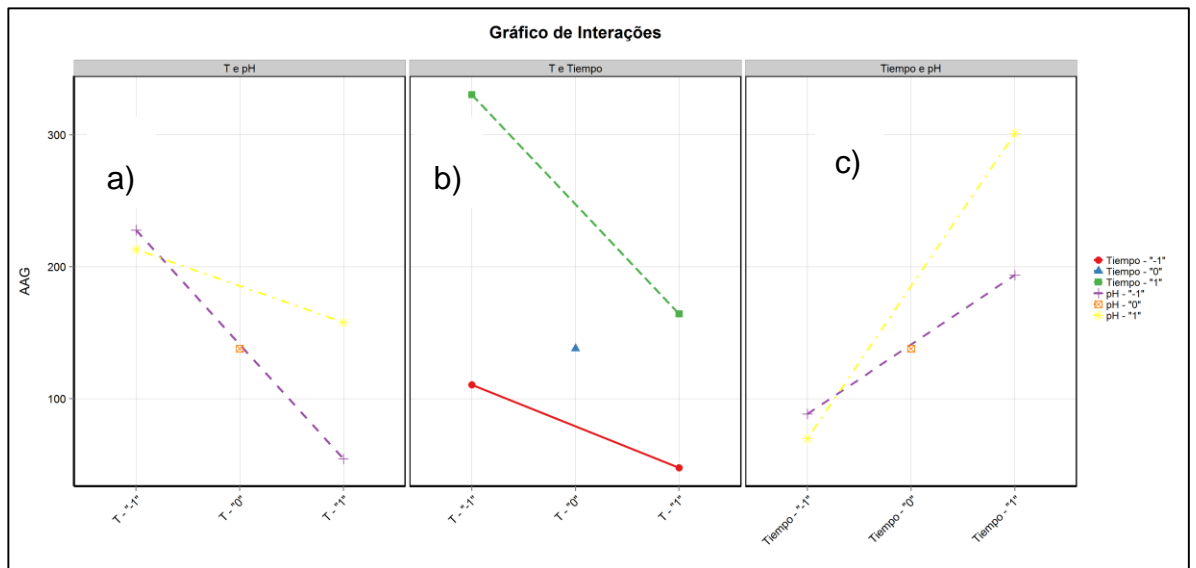 Gráfico de Interações
T e pH
T e Tiempo
Tiempo e pH
300
200
100
AAG
a)
b)
c)
T - "-1"
T - "0"
T - "1"
T - "-1"
T - "0"
T - "1"
Tiempo - "-1"
Tiempo - "0"
Tiempo - "1"
Tiempo - "-1"
Tiempo - "0"
Tiempo - "1"
pH - "-1"
pH - "0"
pH - "1"